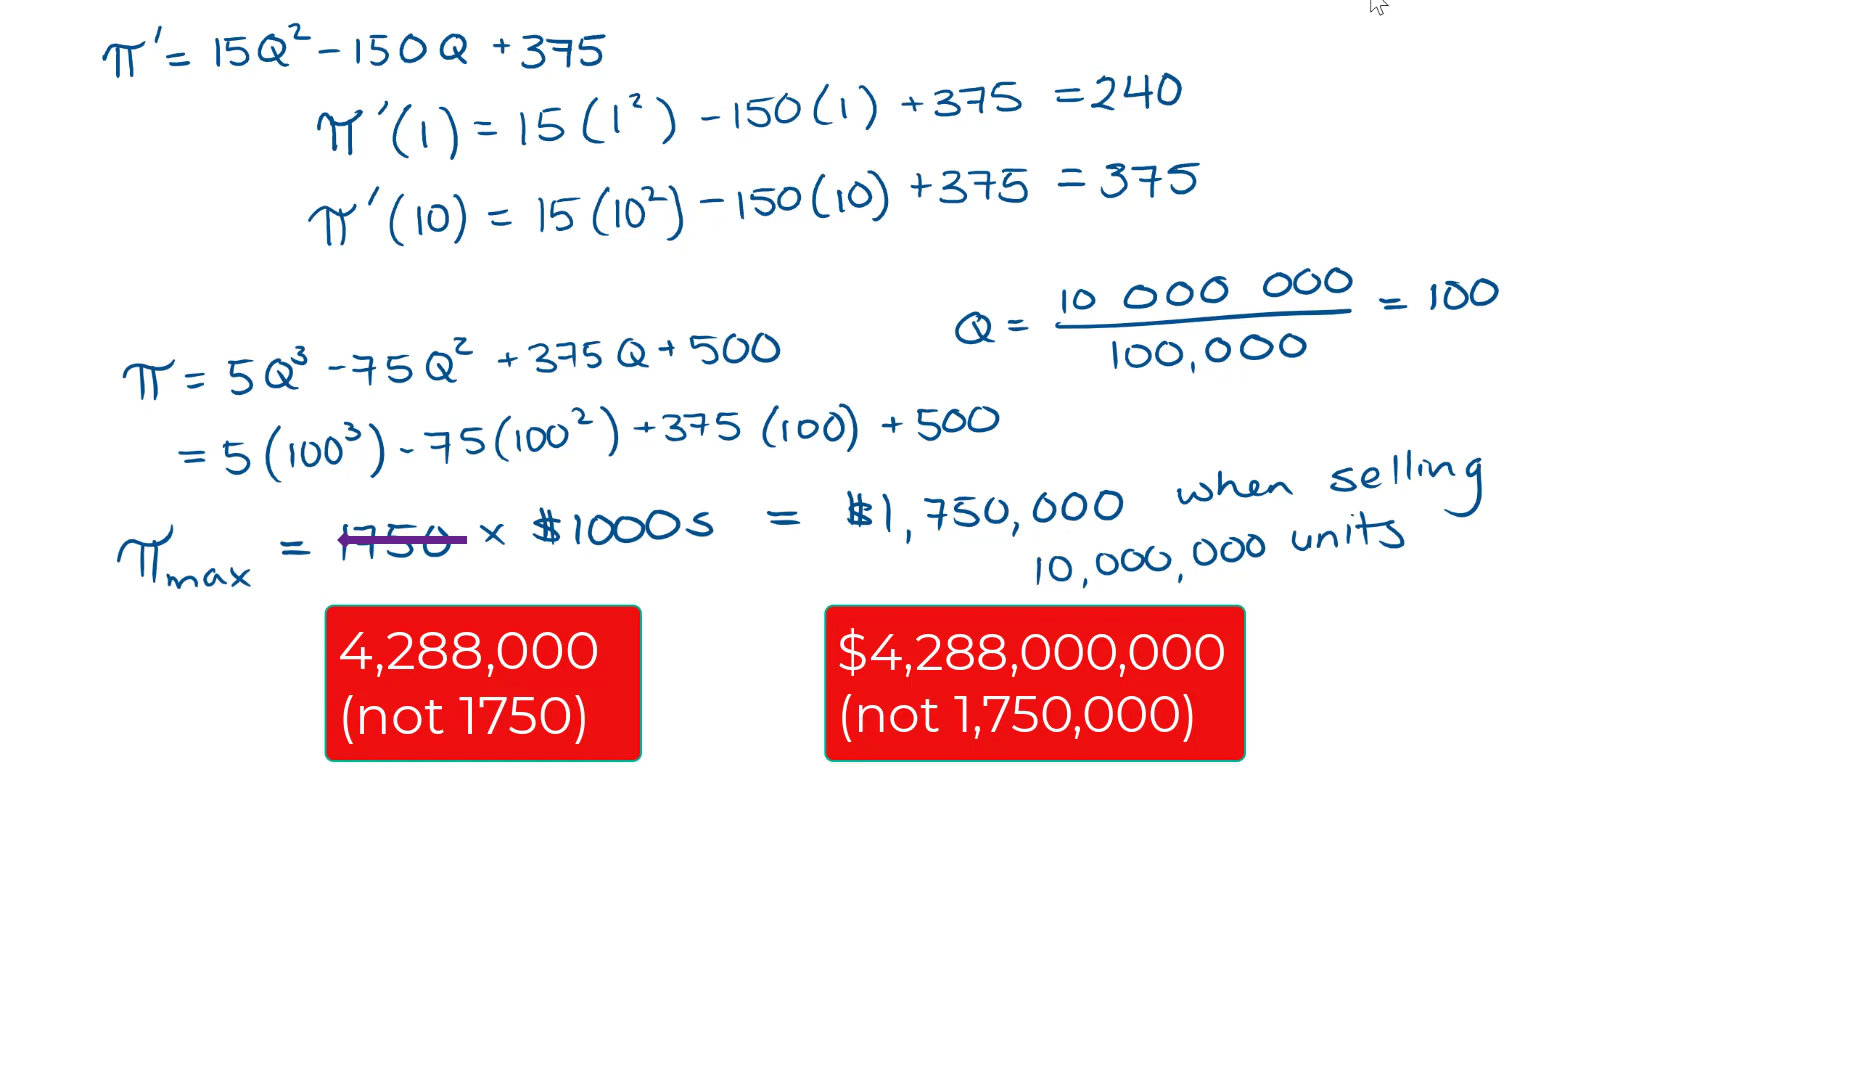 π' = 15Q² - 150Q + 375
π'(1) = 15(1²) - 150(1) + 375 = 240
π'(10) = 15(10²) - 150(10) + 375 = 375
Q = 10 000 000 / 100,000 = 100
π = 5Q³ - 75Q² + 375Q + 500
= 5(100³) - 75(100²) + 375(100) + 500
π max = 1750 x $1000s = $1,750,000 when selling
10,000,000 units
4,288,000
(not 1750)
$4,288,000,000
(not 1,750,000)